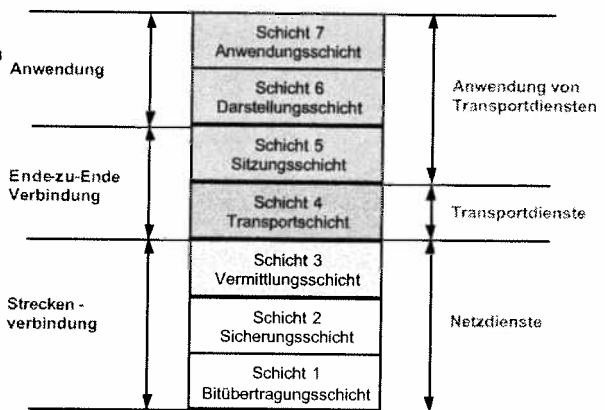 Schicht 7
Anwendungsschicht
Schicht 6
Darstellungsschicht
Schicht 5
Sitzungsschicht
Schicht 4
Transportschicht
Schicht 3
Vermittlungsschicht
Schicht 2
Sicherungsschicht
Schicht 1
Bitübertragungsschicht
Anwendung
Ende-zu-Ende
Verbindung
Strecken -
verbindung
Anwendung von
Transportdiensten
Transportdienste
Netzdienste